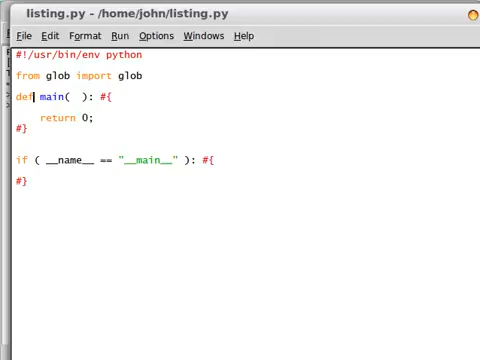 listing.py - /home/john/listing.py
File Edit Format Run Options Windows Help
#!/usr/bin/env python
from glob import glob
def main(  ): #{
return 0;
#}
if ( __name__ == "__main__" ): #{
#}